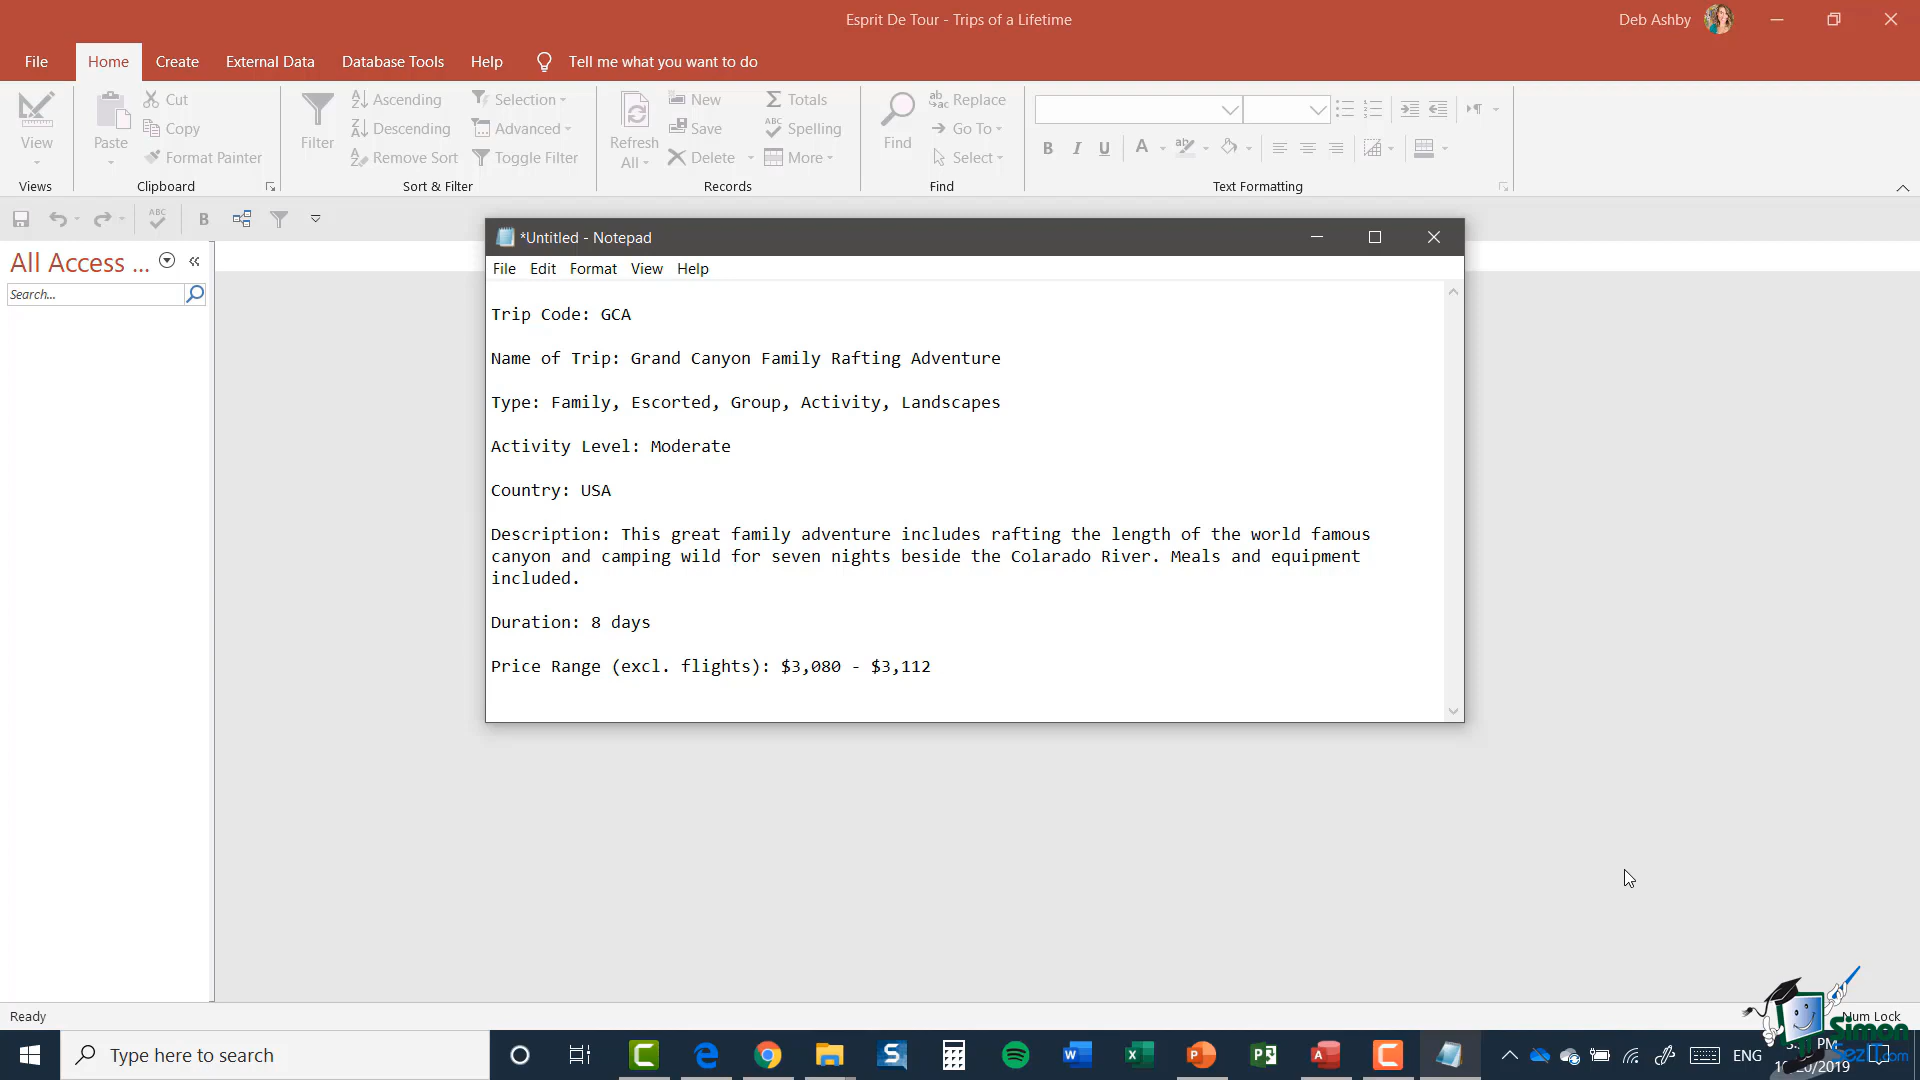 Esprit De Tour - Trips of a Lifetime
Deb Ashby
File Home Create External Data Database Tools Help Tell me what you want to do
View
Views
Paste
Cut
Copy
Format Painter
Clipboard
Filter
Ascending
Descending
Remove Sort
Selection
Advanced
Toggle Filter
Sort & Filter
Refresh
All
New
Save
Delete
Totals
Spelling
More
Records
Find
Replace
Go To
Select
Find
B I U A
Text Formatting
B
All Access ...
Search...
*Untitled - Notepad
File Edit Format View Help
Trip Code: GCA
Name of Trip: Grand Canyon Family Rafting Adventure
Type: Family, Escorted, Group, Activity, Landscapes
Activity Level: Moderate
Country: USA
Description: This great family adventure includes rafting the length of the world famous
canyon and camping wild for seven nights beside the Colarado River. Meals and equipment
included.
Duration: 8 days
Price Range (excl. flights): $3,080 - $3,112
Ready
Num Lock
Simon
SezIT.com
Type here to search
ENG